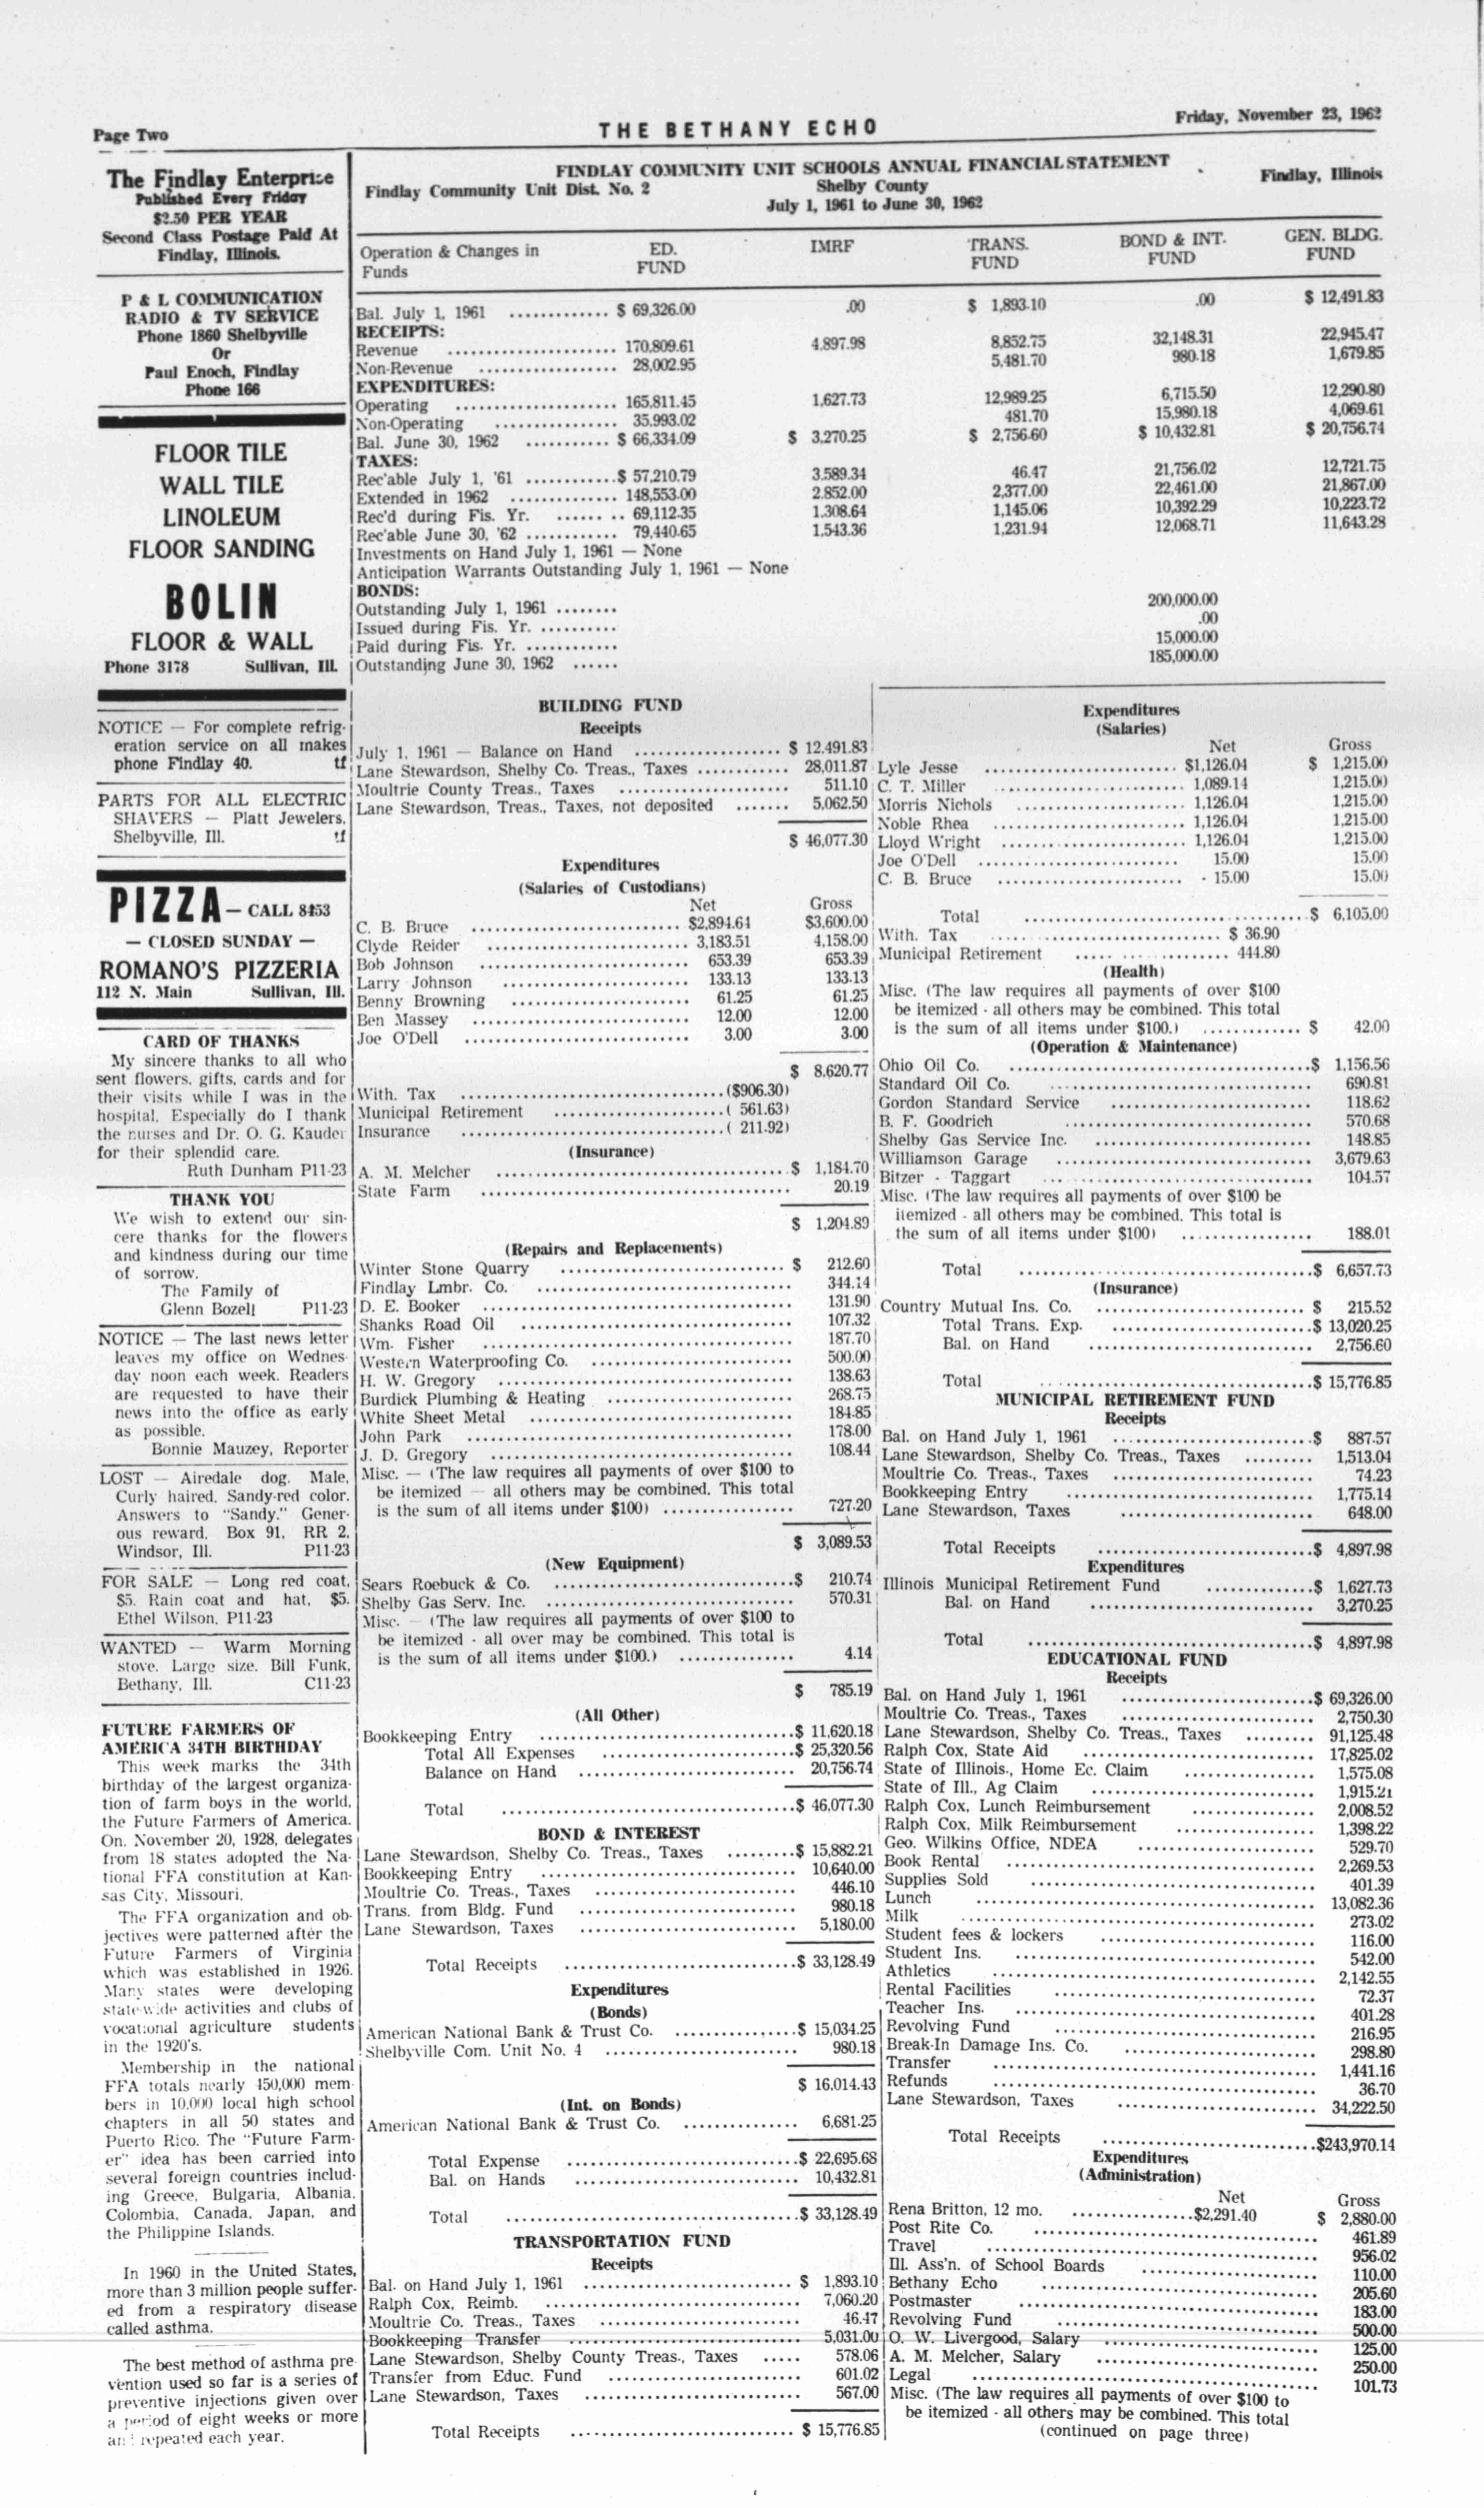 Page Two
THE BETHANY ECHO
Friday, November 23, 1962
The Findlay Enterprise
Published Every Friday
$2.50 PER YEAR
Second Class Postage Paid At
Findlay, Illinois.
P & L COMMUNICATION
RADIO & TV SERVICE
Phone 1860 Shelbyville
Or
Paul Enoch, Findlay
Phone 166
FLOOR TILE
WALL TILE
LINOLEUM
FLOOR SANDING
BOLIN
FLOOR & WALL
Phone 3178 Sullivan, Ill.
NOTICE — For complete refrig-
eration service on all makes
phone Findlay 40. tf
PARTS FOR ALL ELECTRIC
SHAVERS — Platt Jewelers,
Shelbyville, Ill. tf
PIZZA — CALL 8453
— CLOSED SUNDAY —
ROMANO'S PIZZERIA
112 N. Main Sullivan, Ill.
CARD OF THANKS
My sincere thanks to all who
sent flowers, gifts, cards and for
their visits while I was in the
hospital. Especially do I thank
the nurses and Dr. O. G. Kauder
for their splendid care.
Ruth Dunham P11-23
THANK YOU
We wish to extend our sin-
cere thanks for the flowers
and kindness during our time
of sorrow.
The Family of
Glenn Bozell P11-23
NOTICE — The last news letter
leaves my office on Wednes-
day noon each week. Readers
are requested to have their
news into the office as early
as possible.
Bonnie Mauzey, Reporter
LOST — Airedale dog. Male,
Curly haired, Sandy-red color.
Answers to "Sandy." Gener-
ous reward. Box 91, RR 2,
Windsor, Ill. P11-23
FOR SALE — Long red coat,
$5. Rain coat and hat, $5.
Ethel Wilson. P11-23
WANTED — Warm Morning
stove. Large size. Bill Funk,
Bethany, Ill. C11-23
FUTURE FARMERS OF
AMERICA 34TH BIRTHDAY
This week marks the 34th
birthday of the largest organiza-
tion of farm boys in the world,
the Future Farmers of America.
On, November 20, 1928, delegates
from 18 states adopted the Na-
tional FFA constitution at Kan-
sas City, Missouri.
The FFA organization and ob-
jectives were patterned after the
Future Farmers of Virginia
which was established in 1926.
Many states were developing
state-wide activities and clubs of
vocational agriculture students
in the 1920's.
Membership in the national
FFA totals nearly 450,000 mem-
bers in 10,000 local high school
chapters in all 50 states and
Puerto Rico. The "Future Farm-
er" idea has been carried into
several foreign countries includ-
ing Greece, Bulgaria, Albania,
Colombia, Canada, Japan, and
the Philippine Islands.
In 1960 in the United States,
more than 3 million people suffer-
ed from a respiratory disease
called asthma.
The best method of asthma pre-
vention used so far is a series of
preventive injections given over
a period of eight weeks or more
and repeated each year.
FINDLAY COMMUNITY UNIT SCHOOLS ANNUAL FINANCIAL STATEMENT
Findlay Community Unit Dist. No. 2 Shelby County Findlay, Illinois
July 1, 1961 to June 30, 1962
Operation & Changes in Funds ED. FUND IMRF TRANS. FUND BOND & INT. FUND GEN. BLDG. FUND
Bal. July 1, 1961 ............. $ 69,326.00 .00 $ 1,893.10 .00 $ 12,491.83
RECEIPTS:
Revenue ...................... 170,809.61 4.897.98 8,852.75 32,148.31 22,945.47
Non-Revenue .................. 28,002.95 5,481.70 980.18 1,679.85
EXPENDITURES:
Operating ..................... 165,811.45 1,627.73 12,989.25 6,715.50 12,290.80
Non-Operating ................ 35.993.02 481.70 15,980.18 4,069.61
Bal. June 30, 1962 ........... $ 66,334.09 $ 3,270.25 $ 2,756.60 $ 10,432.81 $ 20,756.74
TAXES:
Rec'able July 1, '61 ............ $ 57,210.79 3.589.34 46.47 21,756.02 12,721.75
Extended in 1962 .............. 148,553.00 2.852.00 2,377.00 22,461.00 21,867.00
Rec'd during Fis. Yr. ...... .. 69,112.35 1.308.64 1,145.06 10,392.29 10,223.72
Rec'able June 30, '62 ............ 79,440.65 1,543.36 1,231.94 12,068.71 11,643.28
Investments on Hand July 1, 1961 — None
Anticipation Warrants Outstanding July 1, 1961 — None
BONDS:
Outstanding July 1, 1961 ........ 200,000.00
Issued during Fis. Yr. .......... .00
Paid during Fis. Yr. ............ 15,000.00
Outstanding June 30, 1962 ...... 185,000.00
BUILDING FUND
Receipts
July 1, 1961 — Balance on Hand ................... $ 12.491.83
Lane Stewardson, Shelby Co. Treas., Taxes ............ 28,011.87
Moultrie County Treas., Taxes ...................... 511.10
Lane Stewardson, Treas., Taxes, not deposited ....... 5,062.50
$ 46,077.30
Expenditures
(Salaries of Custodians)
Net Gross
C. B. Bruce ........................... $2,894.64 $3,600.00
Clyde Reider .......................... 3,183.51 4,158.00
Bob Johnson ........................... 653.39 653.39
Larry Johnson ........................ 133.13 133.13
Benny Browning ....................... 61.25 61.25
Ben Massey ............................ 12.00 12.00
Joe O'Dell ............................. 3.00 3.00
$ 8,620.77
With. Tax .................................. ($906.30)
Municipal Retirement ...................... ( 561.63)
Insurance .................................. ( 211.92)
(Insurance)
A. M. Melcher ...................................... $ 1,184.70
State Farm ........................................ 20.19
$ 1,204.89
(Repairs and Replacements)
Winter Stone Quarry ............................. $ 212.60
Findlay Lmbr. Co. ................................. 344.14
D. E. Booker ........................................ 131.90
Shanks Road Oil ................................... 107.32
Wm. Fisher ........................................ 187.70
Western Waterproofing Co. .......................... 500.00
H. W. Gregory ...................................... 138.63
Burdick Plumbing & Heating ........................ 268.75
White Sheet Metal .................................. 184.85
John Park .......................................... 178.00
J. D. Gregory ....................................... 108.44
Misc. — (The law requires all payments of over $100 to
be itemized — all others may be combined. This total
is the sum of all items under $100) ................. 727.20
$ 3,089.53
(New Equipment)
Sears Roebuck & Co. ............................... $ 210.74
Shelby Gas Serv. Inc. ................................ 570.31
Misc. — (The law requires all payments of over $100 to
be itemized - all over may be combined. This total is
is the sum of all items under $100.) ............... 4.14
$ 785.19
(All Other)
Bookkeeping Entry ................................. $ 11.620.18
Total All Expenses ......................... $ 25,320.56
Balance on Hand ............................ 20,756.74
Total ...................................... $ 46,077.30
BOND & INTEREST
Lane Stewardson, Shelby Co. Treas., Taxes ......... $ 15,882.21
Bookkeeping Entry ................................. 10,640.00
Moultrie Co. Treas., Taxes .......................... 446.10
Trans. from Bldg. Fund ............................ 980.18
Lane Stewardson, Taxes ............................ 5,180.00
Total Receipts .............................. $ 33,128.49
Expenditures
(Bonds)
American National Bank & Trust Co. ................ $ 15,034.25
Shelbyville Com. Unit No. 4 ......................... 980.18
$ 16.014.43
(Int. on Bonds)
American National Bank & Trust Co. ............... 6,681.25
Total Expense .............................. $ 22,695.68
Bal. on Hands ............................. 10,432.81
Total ...................................... $ 33,128.49
TRANSPORTATION FUND
Receipts
Bal. on Hand July 1, 1961 ........................... $ 1,893.10
Ralph Cox, Reimb. .................................... 7,060.20
Moultrie Co. Treas., Taxes .......................... 46.47
Bookkeeping Transfer .............................. 5,031.00
Lane Stewardson, Shelby County Treas., Taxes ..... 578.06
Transfer from Educ. Fund ......................... 601.02
Lane Stewardson, Taxes ............................ 567.00
Total Receipts ............................. $ 15,776.85
Expenditures
(Salaries)
Net Gross
Lyle Jesse ......................... $1,126.04 $ 1,215.00
C. T. Miller ........................ 1,089.14 1,215.00
Morris Nichols ...................... 1,126.04 1,215.00
Noble Rhea ......................... 1,126.04 1,215.00
Lloyd Wright ........................ 1,126.04 1,215.00
Joe O'Dell .......................... 15.00 15.00
C. B. Bruce ........................ - 15.00 15.00
Total ..................................... $ 6,105.00
With. Tax ............................. $ 36.90
Municipal Retirement ..... ............... 444.80
(Health)
Misc. (The law requires all payments of over $100
be itemized - all others may be combined. This total
is the sum of all items under $100.) ............. $ 42.00
(Operation & Maintenance)
Ohio Oil Co. ....................................... $ 1,156.56
Standard Oil Co. .................................. 690.81
Gordon Standard Service .......................... 118.62
B. F. Goodrich ................................ 570.68
Shelby Gas Service Inc. ............................ 148.85
Williamson Garage ................................. 3,679.63
Bitzer - Taggart ................................... 104.57
Misc. (The law requires all payments of over $100 be
itemized - all others may be combined. This total is
the sum of all items under $100) ................. 188.01
Total ...................................... $ 6,657.73
(Insurance)
Country Mutual Ins. Co. ........................... $ 215.52
Total Trans. Exp. .......................... $ 13,020.25
Bal. on Hand ............................. 2,756.60
Total ..................................... $ 15,776.85
MUNICIPAL RETIREMENT FUND
Receipts
Bal. on Hand July 1, 1961 .......................... $ 887.57
Lane Stewardson, Shelby Co. Treas., Taxes ......... 1,513.04
Moultrie Co. Treas., Taxes .......................... 74.23
Bookkeeping Entry ................................ 1,775.14
Lane Stewardson, Taxes ......................... 648.00
Total Receipts ............................ $ 4,897.98
Expenditures
Illinois Municipal Retirement Fund .............. $ 1,627.73
Bal. on Hand ............................. 3,270.25
Total ..................................... $ 4,897.98
EDUCATIONAL FUND
Receipts
Bal. on Hand July 1, 1961 ......................... $ 69,326.00
Moultrie Co. Treas., Taxes ......................... 2,750.30
Lane Stewardson, Shelby Co. Treas., Taxes ......... 91,125.48
Ralph Cox, State Aid .............................. 17,825.02
State of Illinois., Home Ec. Claim ................. 1,575.08
State of Ill., Ag Claim ............................. 1,915.21
Ralph Cox, Lunch Reimbursement ................ 2,008.52
Ralph Cox, Milk Reimbursement .................. 1,398.22
Geo. Wilkins Office, NDEA ....................... 529.70
Book Rental ........................................ 2,269.53
Supplies Sold ..................................... 401.39
Lunch ............................................. 13,082.36
Milk ............................................... 273.02
Student fees & lockers ............................ 116.00
Student Ins. ....................................... 542.00
Athletics .......................................... 2,142.55
Rental Facilities .................................. 72.37
Teacher Ins. ....................................... 401.28
Revolving Fund .................................. 216.95
Break-In Damage Ins. Co. ......................... 298.80
Transfer .......................................... 1,441.16
Refunds .......................................... 36.70
Lane Stewardson, Taxes .......................... 34,222.50
Total Receipts ............................ $243,970.14
Expenditures
(Administration)
Net Gross
Rena Britton, 12 mo. ................ $2,291.40 $ 2,880.00
Post Rite Co. ..................................... 461.89
Travel ............................................ 956.02
Ill. Ass'n. of School Boards ....................... 110.00
Bethany Echo .................................... 205.60
Postmaster ....................................... 183.00
Revolving Fund .................................. 500.00
O. W. Livergood, Salary ............................ 125.00
A. M. Melcher, Salary ............................. 250.00
Legal ............................................. 101.73
Misc. (The law requires all payments of over $100 to
be itemized - all others may be combined. This total
(continued on page three)